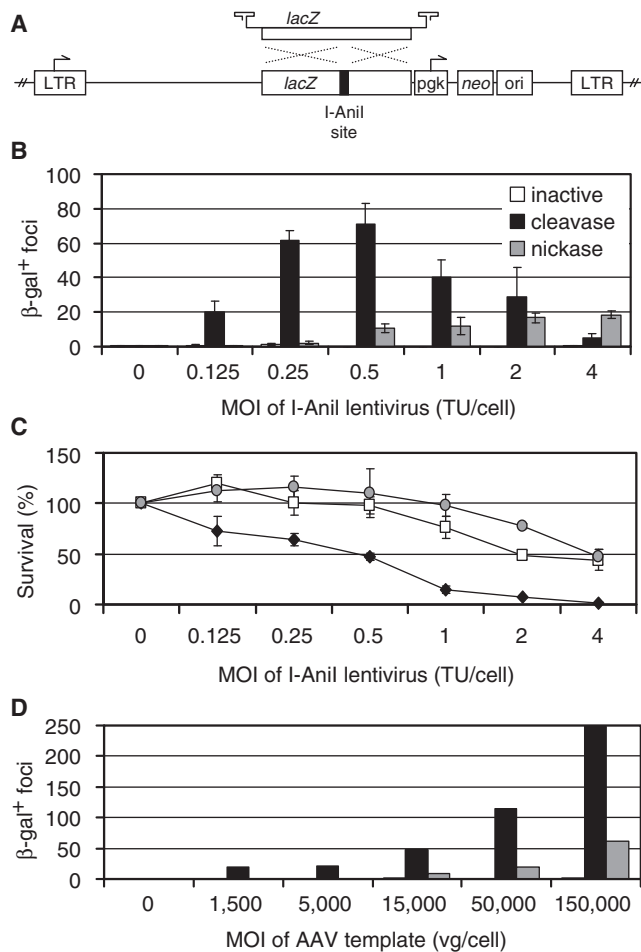 A
lacZ
LTR
lacZ
pgk
neo
ori
LTR
I-AniI
site
B
100
80
60
40
20
0
β-gal+ foci
inactive
cleavase
nickase
0 0.125 0.25 0.5 1 2 4
MOI of I-AniI lentivirus (TU/cell)
C
150
100
50
0
Survival (%)
0 0.125 0.25 0.5 1 2 4
MOI of I-AniI lentivirus (TU/cell)
D
250
200
150
100
50
0
β-gal+ foci
0 1,500 5,000 15,000 50,000 150,000
MOI of AAV template (vg/cell)